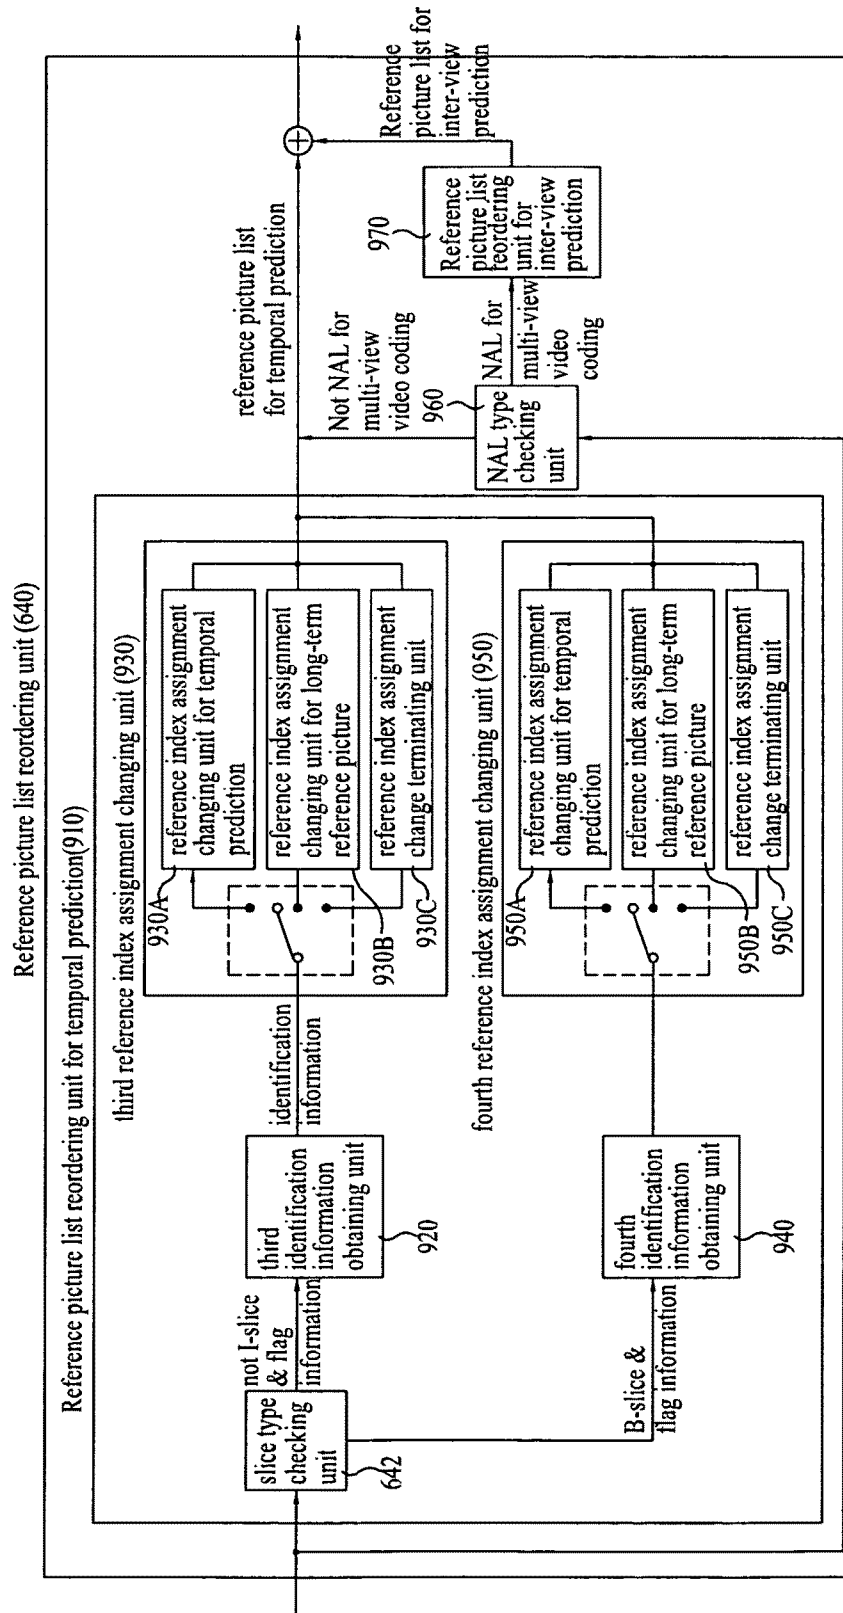 Reference picture list reordering unit (640)
Reference picture list reordering unit for temporal prediction(910)
slice type
checking
unit
642
not I-slice
& flag
information
B-slice &
flag information
third
identification
information
obtaining unit
920
identification
information
fourth
identification
information
obtaining unit
940
third reference index assignment changing unit (930)
930A
reference index assignment
changing unit for temporal
prediction
930B
reference index assignment
changing unit for long-term
reference picture
930C
reference index assignment
change terminating unit
fourth reference index assignment changing unit (950)
950A
reference index assignment
changing unit for temporal
prediction
950B
reference index assignment
changing unit for long-term
reference picture
950C
reference index assignment
change terminating unit
reference picture list
for temporal prediction
Not NAL for
multi-view
video coding
960
NAL type
checking
unit
NAL for
multi-view
video
coding
970
Reference
picture list
reordering
unit for
inter-view
prediction
Reference
picture list for
inter-view
prediction